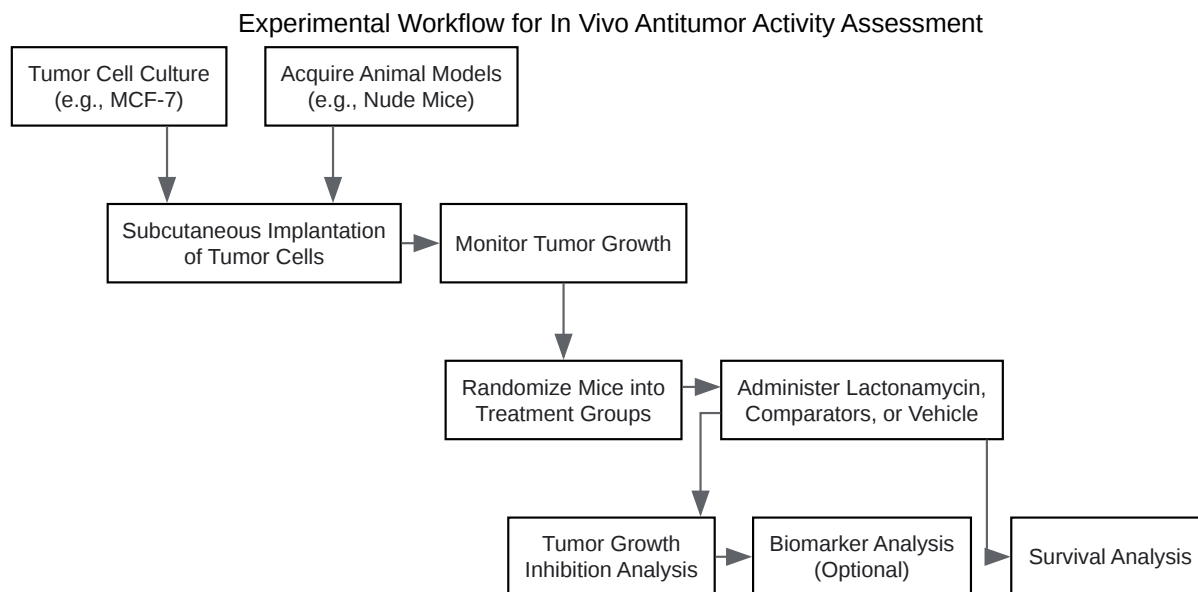 Experimental Workflow for In Vivo Antitumor Activity Assessment
Tumor Cell Culture
(e.g., MCF-7)
Acquire Animal Models
(e.g., Nude Mice)
Subcutaneous Implantation
of Tumor Cells
Monitor Tumor Growth
Randomize Mice into
Treatment Groups
Administer Lactonamycin,
Comparators, or Vehicle
Tumor Growth
Inhibition Analysis
Biomarker Analysis
(Optional)
Survival Analysis